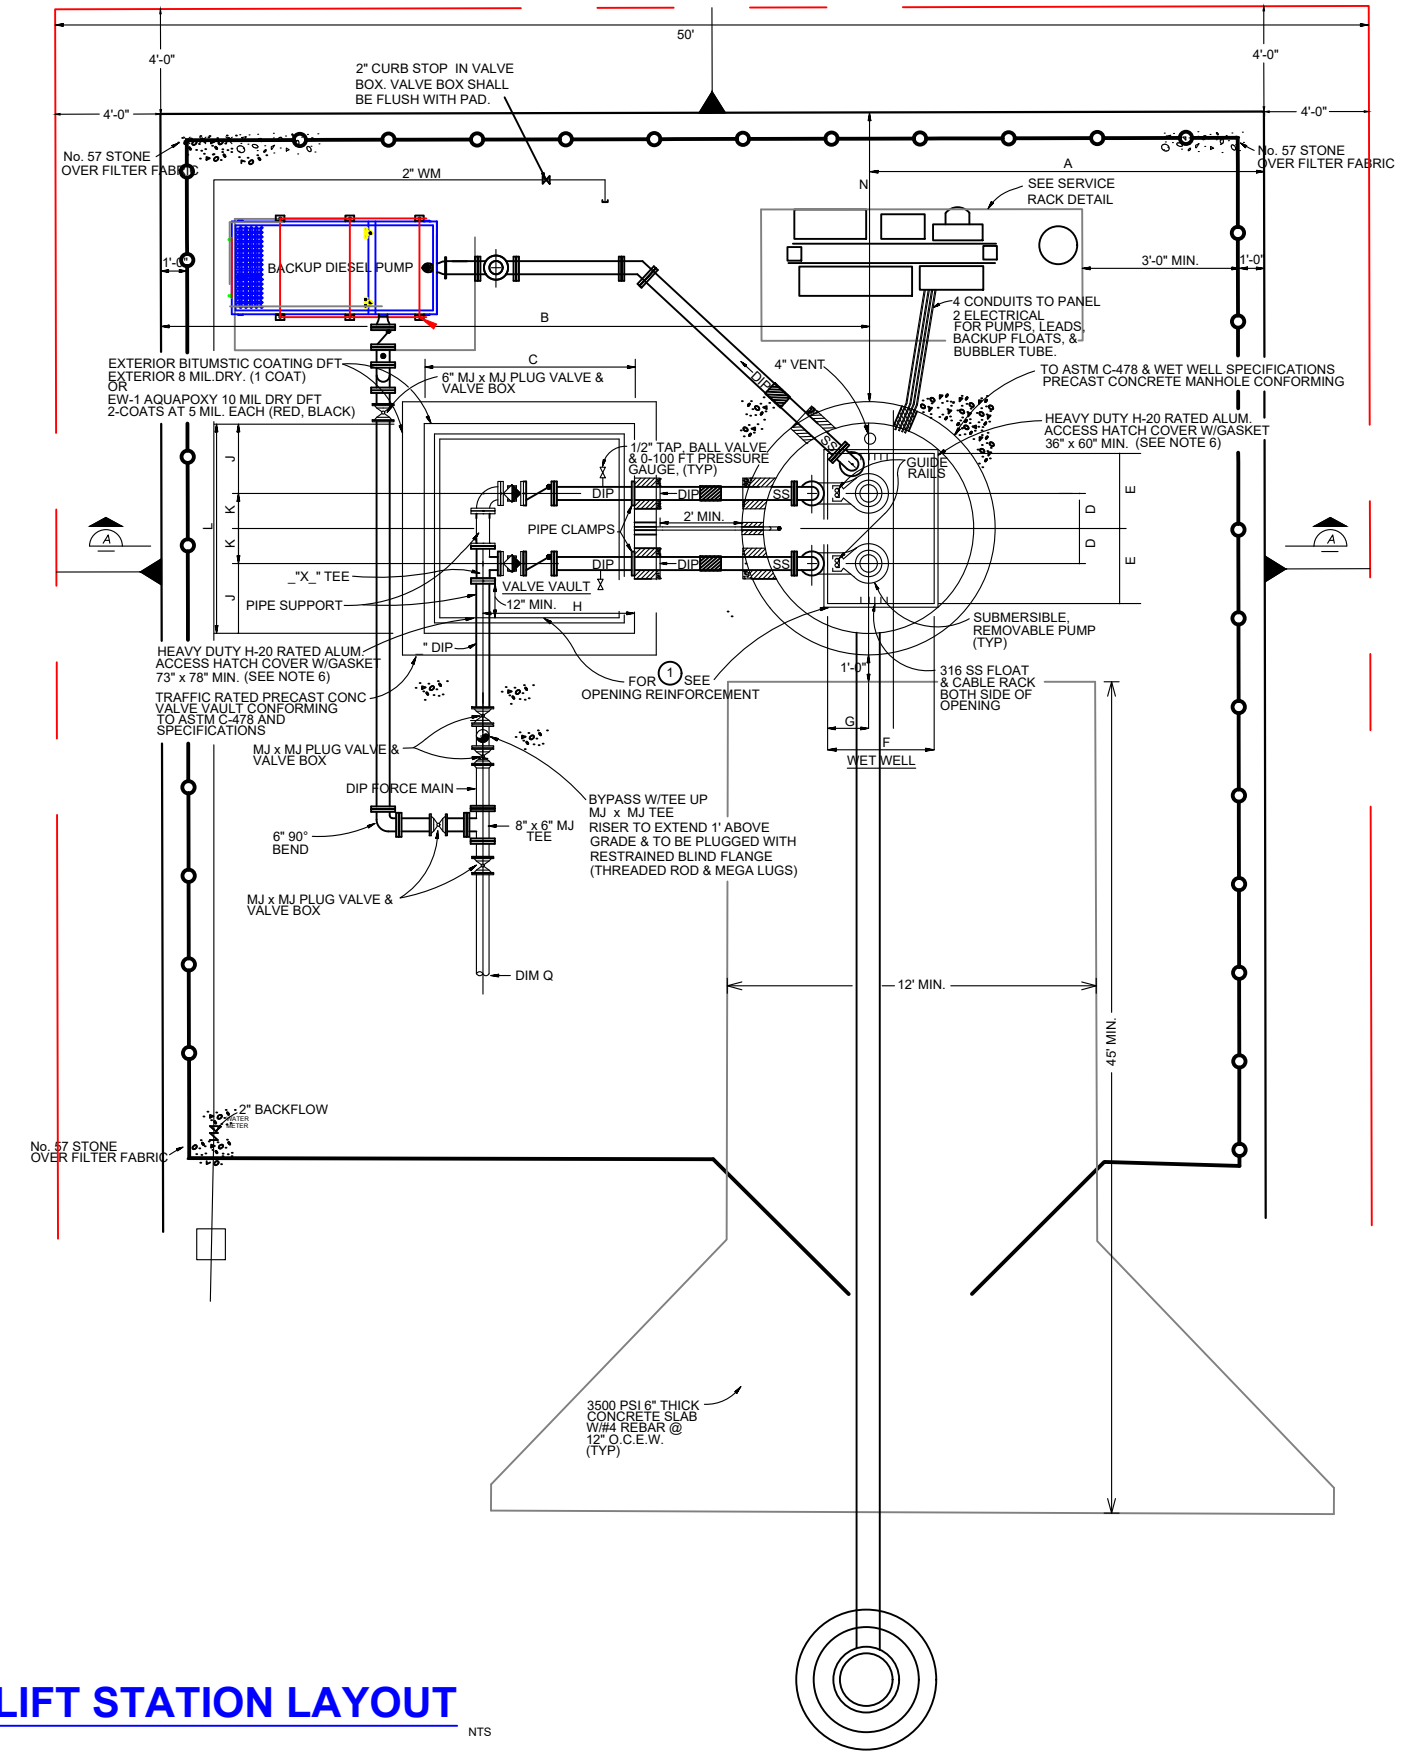 50'
4'-0"
4'-0"
4'-0"
4'-0"
2" CURB STOP IN VALVE
BOX. VALVE BOX SHALL
BE FLUSH WITH PAD.
No. 57 STONE
OVER FILTER FABRIC
No. 57 STONE
OVER FILTER FABRIC
2" WM
A
N
SEE SERVICE
RACK DETAIL
1'-0"
BACKUP DIESEL PUMP
3'-0" MIN.
1'-0"
B
4 CONDUITS TO PANEL
2 ELECTRICAL
FOR PUMPS, LEADS,
BACKUP FLOATS, &
BUBBLER TUBE.
EXTERIOR BITUMSTIC COATING DFT
EXTERIOR 8 MIL.DRY. (1 COAT)
OR
EW-1 AQUAPOXY 10 MIL DRY DFT
2-COATS AT 5 MIL. EACH (RED, BLACK)
C
6" MJ x MJ PLUG VALVE &
VALVE BOX
4" VENT
DIP
SS
TO ASTM C-478 & WET WELL SPECIFICATIONS
PRECAST CONCRETE MANHOLE CONFORMING
HEAVY DUTY H-20 RATED ALUM.
ACCESS HATCH COVER W/GASKET
36" x 60" MIN. (SEE NOTE 6)
1/2" TAP, BALL VALVE
& 0-100 FT PRESSURE
GAUGE, (TYP)
GUIDE
RAILS
J
K
L
K
J
DIP
DIP
SS
E
D
D
E
PIPE CLAMPS
2' MIN.
A
A
DIP
DIP
SS
_"X_" TEE
VALVE VAULT
PIPE SUPPORT
12" MIN.
H
SUBMERSIBLE,
REMOVABLE PUMP
(TYP)
HEAVY DUTY H-20 RATED ALUM.
ACCESS HATCH COVER W/GASKET
73" x 78" MIN. (SEE NOTE 6)
_" DIP
FOR 1 SEE
OPENING REINFORCEMENT
1'-0"
316 SS FLOAT
& CABLE RACK
BOTH SIDE OF
OPENING
TRAFFIC RATED PRECAST CONC
VALVE VAULT CONFORMING
TO ASTM C-478 AND
SPECIFICATIONS
G
F
WET WELL
MJ x MJ PLUG VALVE &
VALVE BOX
DIP FORCE MAIN
BYPASS W/TEE UP
MJ x MJ TEE
RISER TO EXTEND 1' ABOVE
GRADE & TO BE PLUGGED WITH
RESTRAINED BLIND FLANGE
(THREADED ROD & MEGA LUGS)
6" 90°
BEND
8" x 6" MJ
TEE
MJ x MJ PLUG VALVE &
VALVE BOX
DIM Q
12' MIN.
45' MIN.
2" BACKFLOW
WATER
METER
No. 57 STONE
OVER FILTER FABRIC
3500 PSI 6" THICK
CONCRETE SLAB
W/#4 REBAR @
12" O.C.E.W.
(TYP)
LIFT STATION LAYOUT
NTS